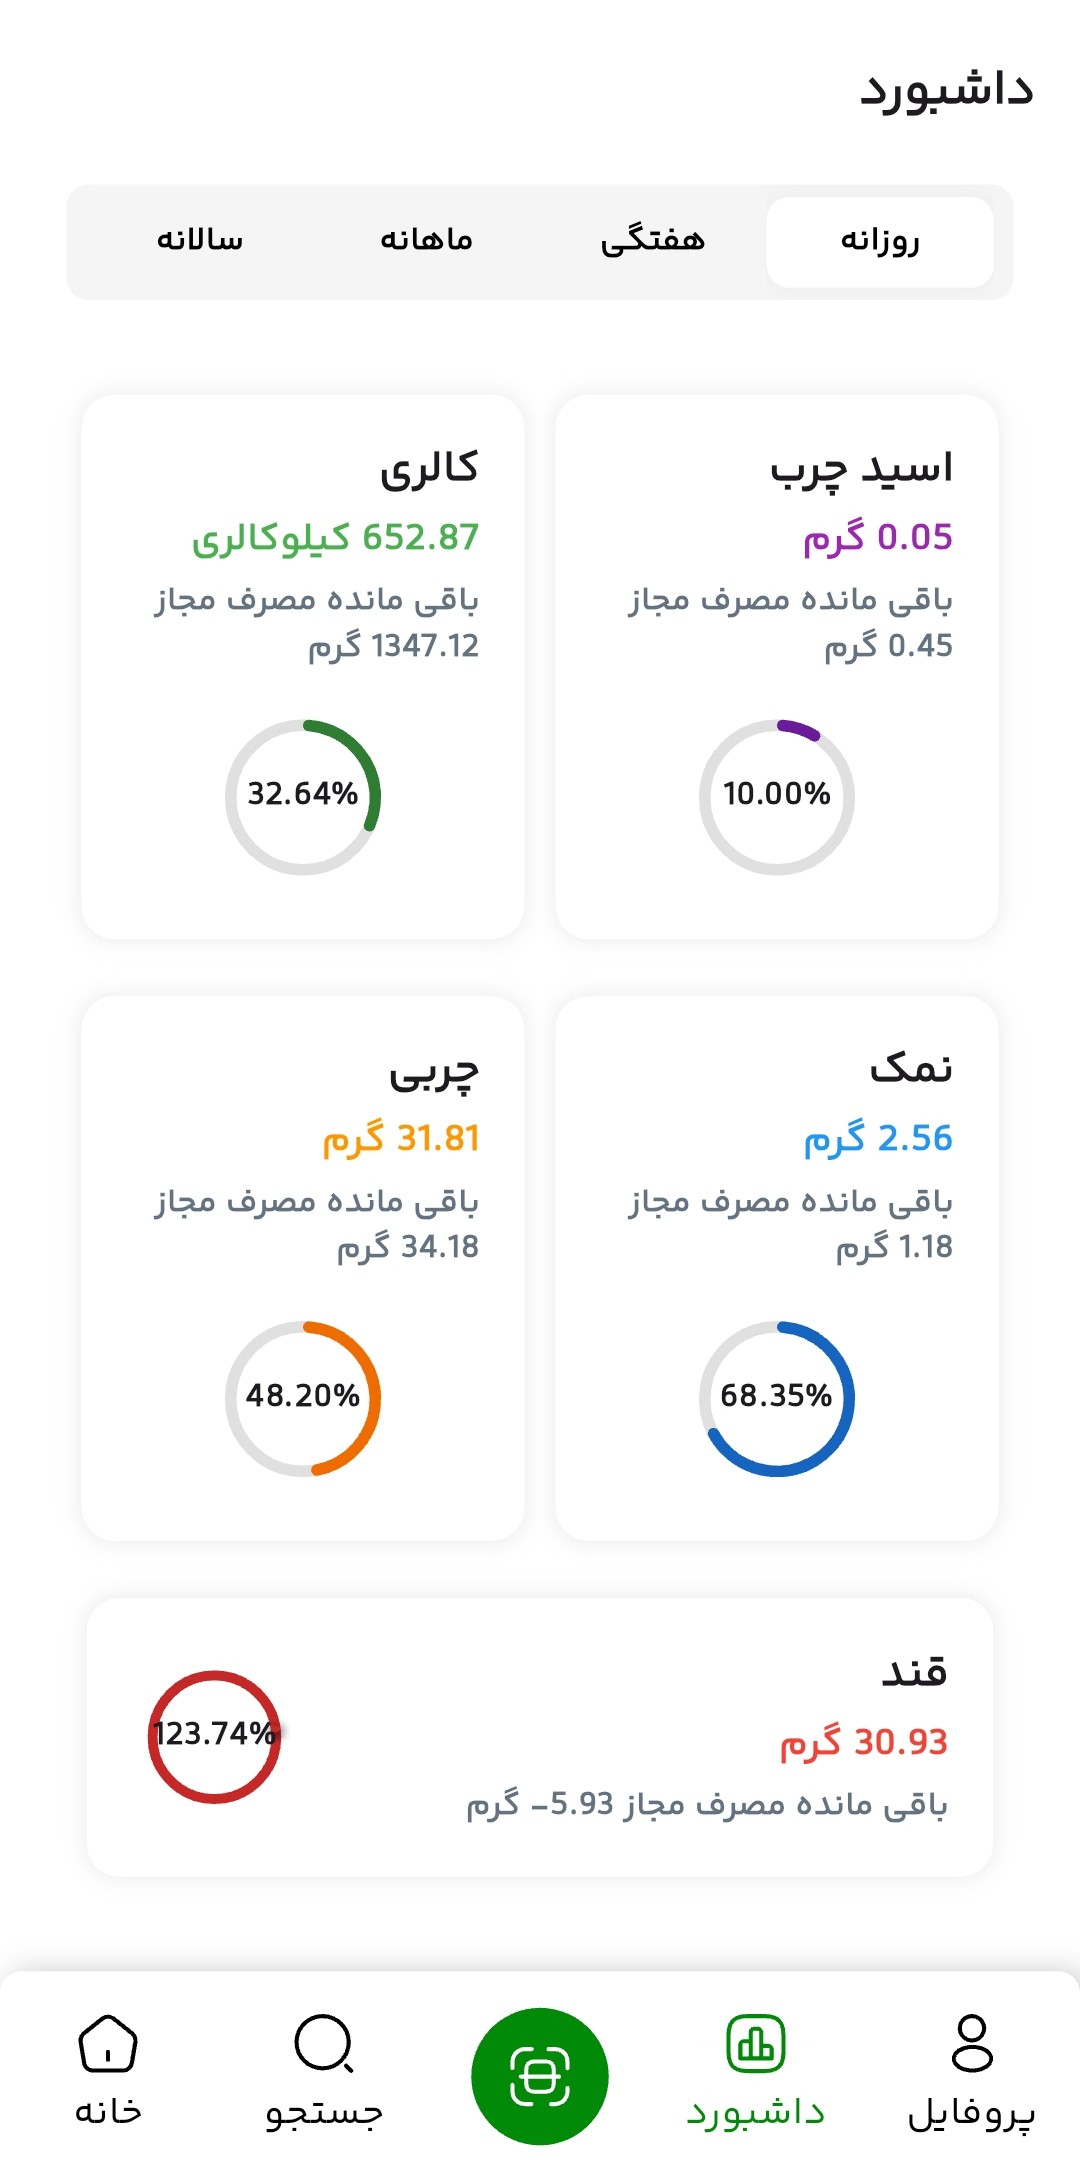 داشبورد
روزانه
هفتگی
ماهانه
سالانه
اسید چرب
0.05 گرم
باقی مانده مصرف مجاز
0.45 گرم
10.00%
کالری
652.87 کیلوکالری
باقی مانده مصرف مجاز
1347.12 گرم
32.64%
نمک
2.56 گرم
باقی مانده مصرف مجاز
1.18 گرم
68.35%
چربی
31.81 گرم
باقی مانده مصرف مجاز
34.18 گرم
48.20%
قند
30.93 گرم
باقی مانده مصرف مجاز 5.93- گرم
123.74%
پروفایل
داشبورد
جستجو
خانه